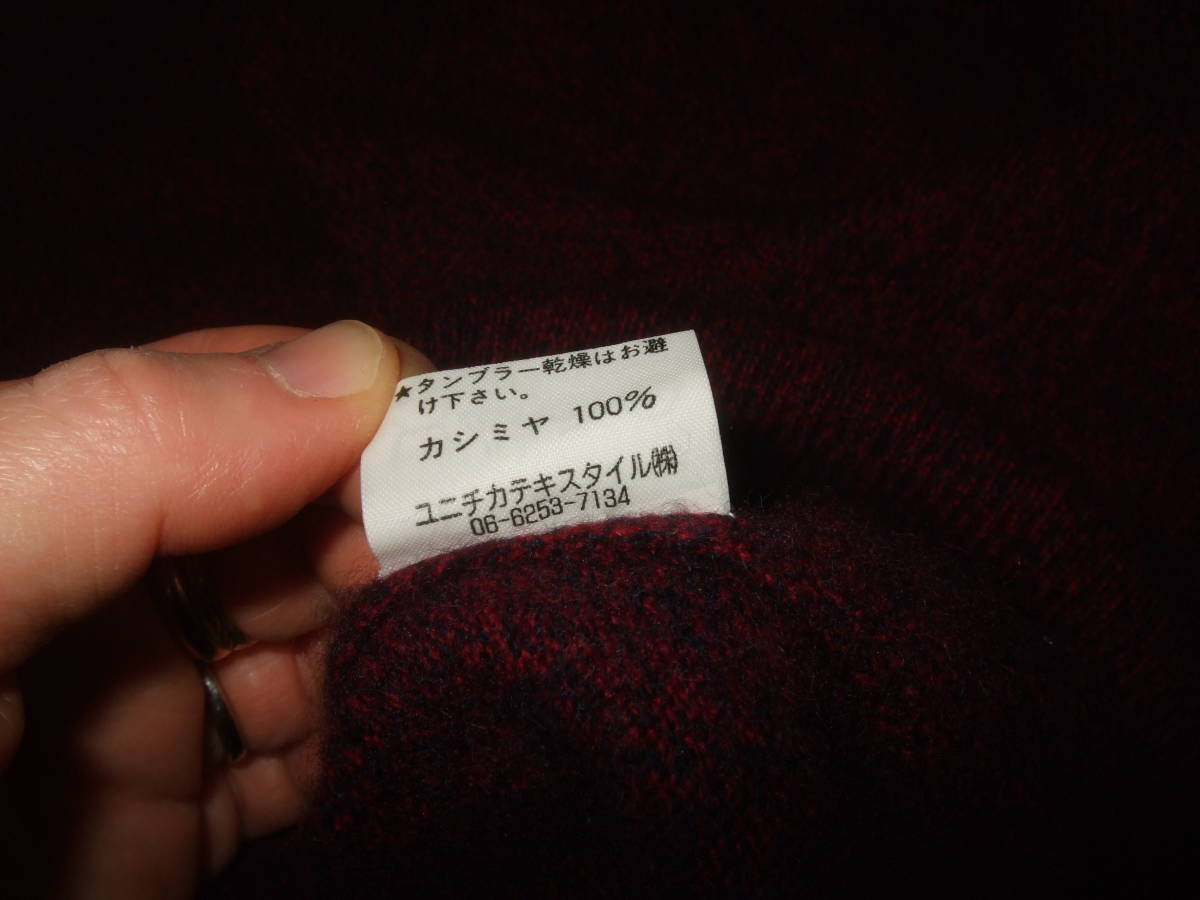 ★タンブラー乾燥はお避
け下さい。
カシミヤ 100%
ユニチカテキスタイル㈱
06-6253-7134